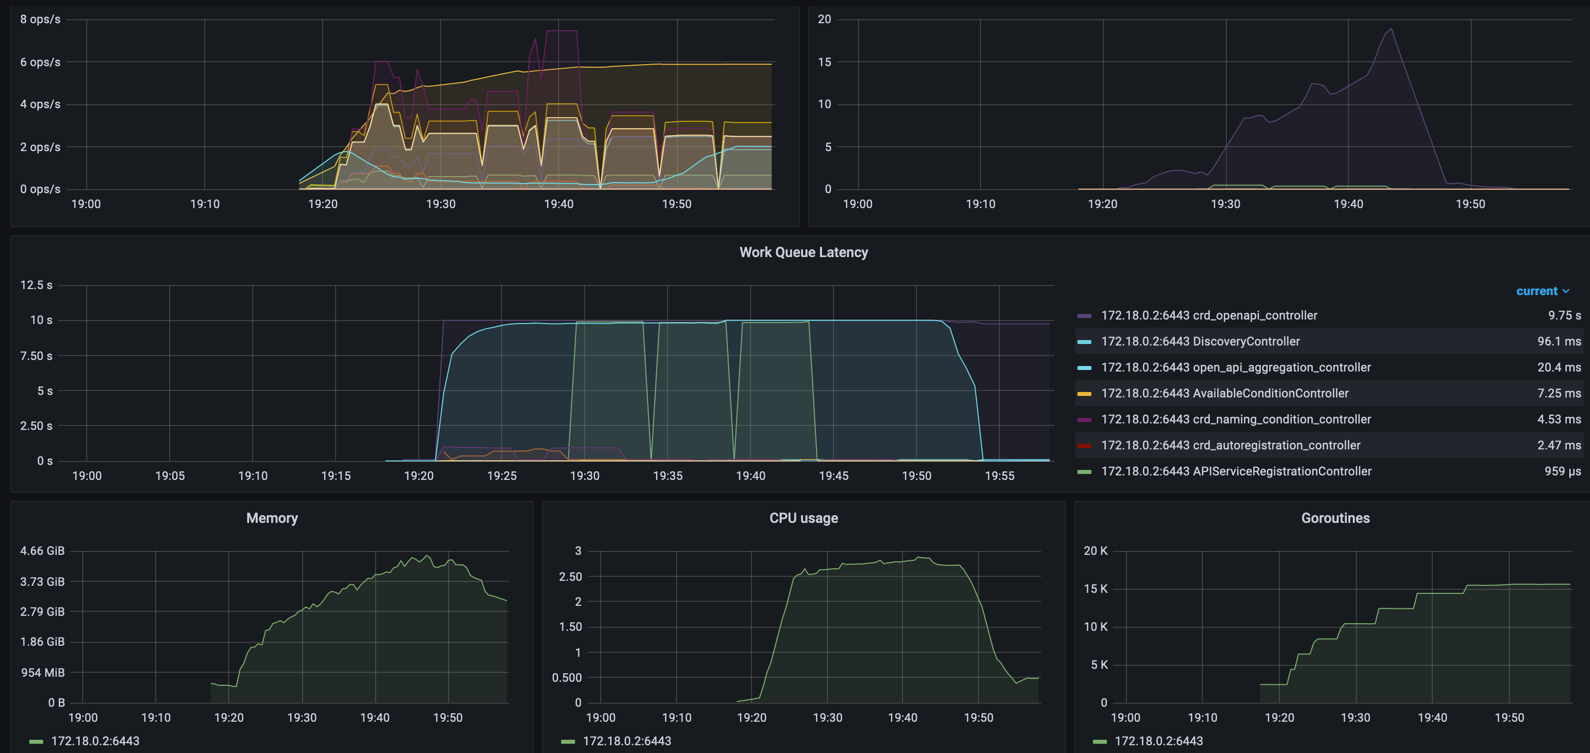 8 ops/s
6 ops/s
4 ops/s
2 ops/s
0 ops/s
19:00 19:10 19:20 19:30 19:40 19:50
20
15
10
5
0
19:00 19:10 19:20 19:30 19:40 19:50
Work Queue Latency
12.5 s
10 s
7.50 s
5 s
2.50 s
0 s
19:00 19:05 19:10 19:15 19:20 19:25 19:30 19:35 19:40 19:45 19:50 19:55
current
172.18.0.2:6443 crd_openapi_controller 9.75 s
172.18.0.2:6443 DiscoveryController 96.1 ms
172.18.0.2:6443 open_api_aggregation_controller 20.4 ms
172.18.0.2:6443 AvailableConditionController 7.25 ms
172.18.0.2:6443 crd_naming_condition_controller 4.53 ms
172.18.0.2:6443 crd_autoregistration_controller 2.47 ms
172.18.0.2:6443 APIServiceRegistrationController 959 µs
Memory
4.66 GiB
3.73 GiB
2.79 GiB
1.86 GiB
954 MiB
0 B
19:00 19:10 19:20 19:30 19:40 19:50
172.18.0.2:6443
CPU usage
3
2.50
2
1.50
1
0.500
0
19:00 19:10 19:20 19:30 19:40 19:50
172.18.0.2:6443
Goroutines
20 K
15 K
10 K
5 K
0
19:00 19:10 19:20 19:30 19:40 19:50
172.18.0.2:6443